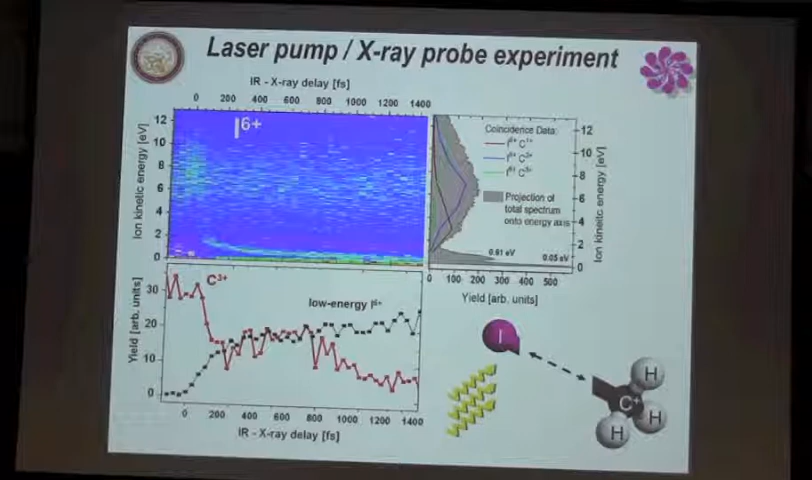 Laser pump / X-ray probe experiment
IR - X-ray delay [fs]
0 200 400 600 800 1000 1200 1400
Ion kinetic energy [eV]
12
10
8
6
4
2
0
I6+
Coincidence Data:
Projection of
total spectrum
onto energy axis
0.05 eV
12
10
8
6
4
2
0
Ion kineitc energy [eV]
0 100 200 300 400 500
Yield [arb. units]
Yield [arb. units]
30
20
10
0
C3+
low-energy
0 200 400 600 800 1000 1200 1400
IR - X-ray delay [fs]
I
C+
H
H
H